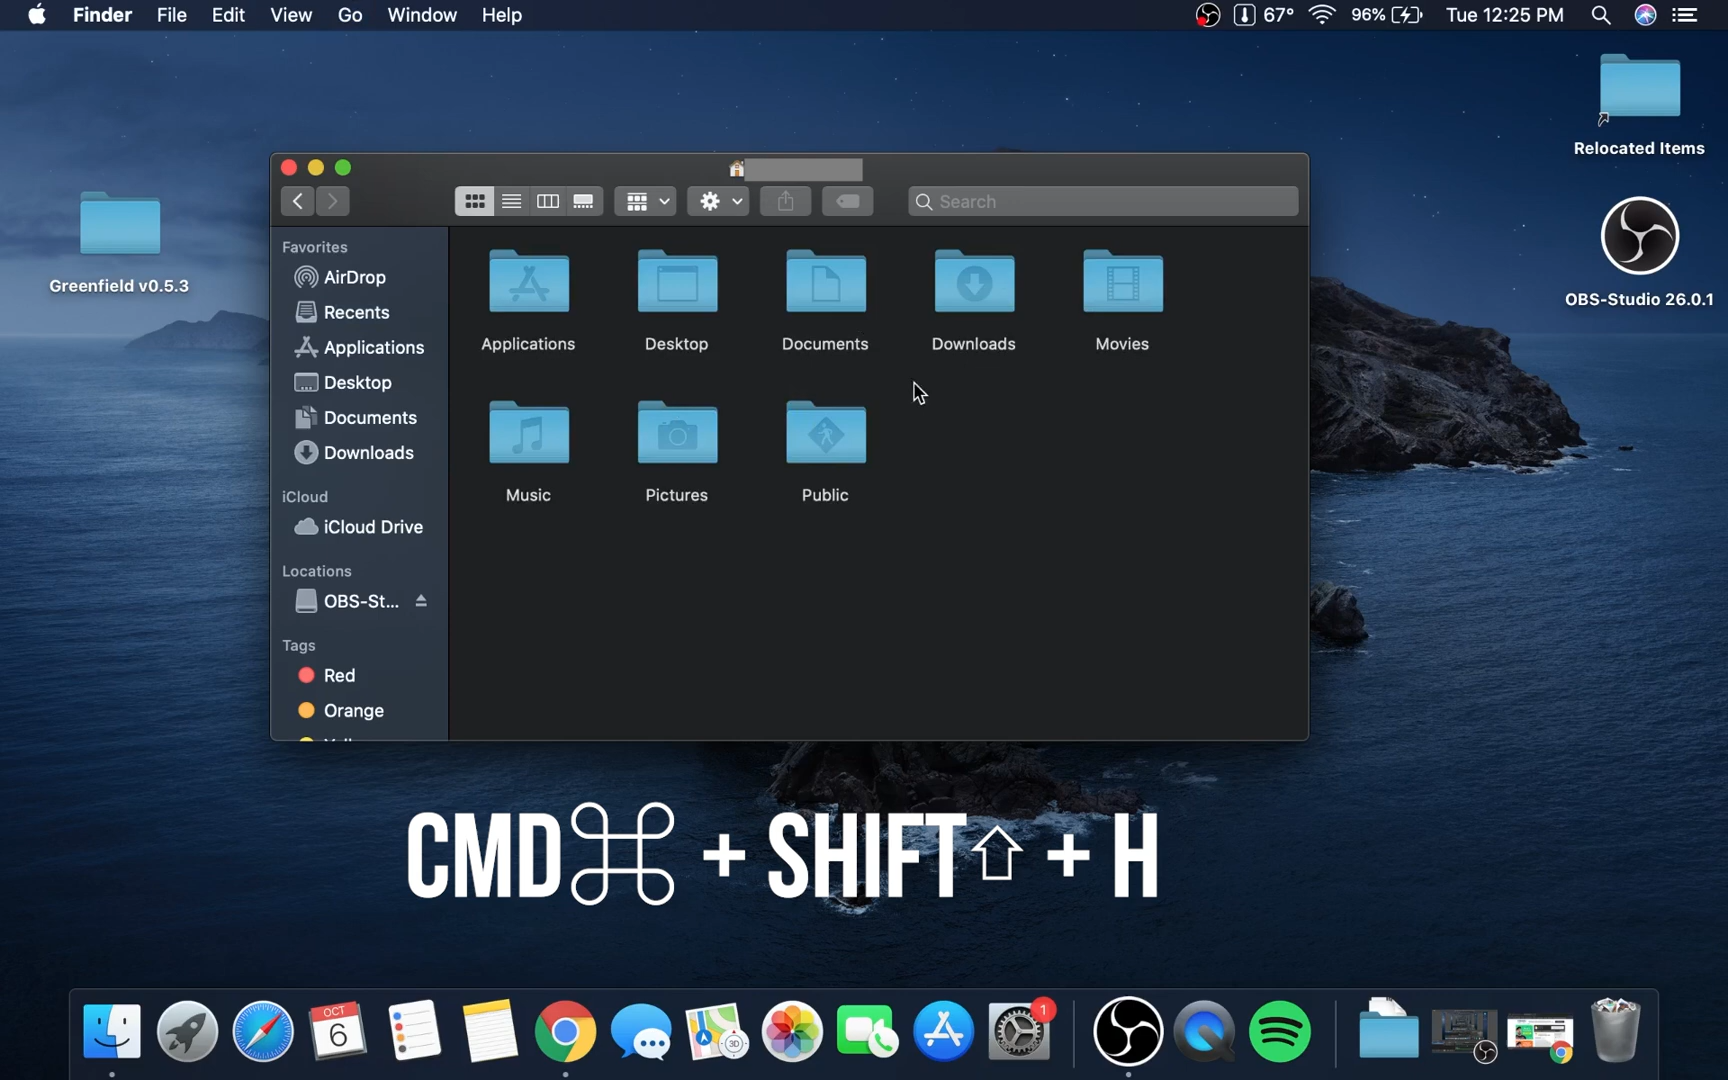 Finder File Edit View Go Window Help 67° 96% Tue 12:25 PM
Relocated Items
Greenfield v0.5.3
OBS-Studio 26.0.1
Search
Favorites
AirDrop
Recents
Applications
Desktop
Documents
Downloads
iCloud
iCloud Drive
Locations
OBS-St...
Tags
Red
Orange
Applications Desktop Documents Downloads Movies
Music Pictures Public
CMD⌘ + SHIFT⇧ + H
OCT
6
3D
1